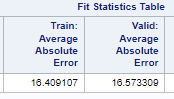 Fit Statistics Table
Train: Average Absolute Error
Valid: Average Absolute Error
16.409107 16.573309